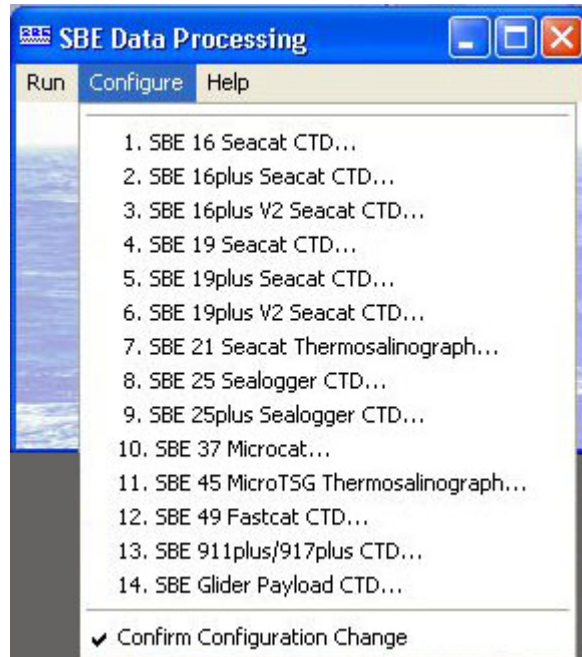 SBE Data Processing
Run Configure Help
1. SBE 16 Seacat CTD...
2. SBE 16plus Seacat CTD...
3. SBE 16plus V2 Seacat CTD...
4. SBE 19 Seacat CTD...
5. SBE 19plus Seacat CTD...
6. SBE 19plus V2 Seacat CTD...
7. SBE 21 Seacat Thermosalinograph...
8. SBE 25 Sealogger CTD...
9. SBE 25plus Sealogger CTD...
10. SBE 37 Microcat...
11. SBE 45 MicroTSG Thermosalinograph...
12. SBE 49 Fastcat CTD...
13. SBE 911plus/917plus CTD...
14. SBE Glider Payload CTD...
✓ Confirm Configuration Change